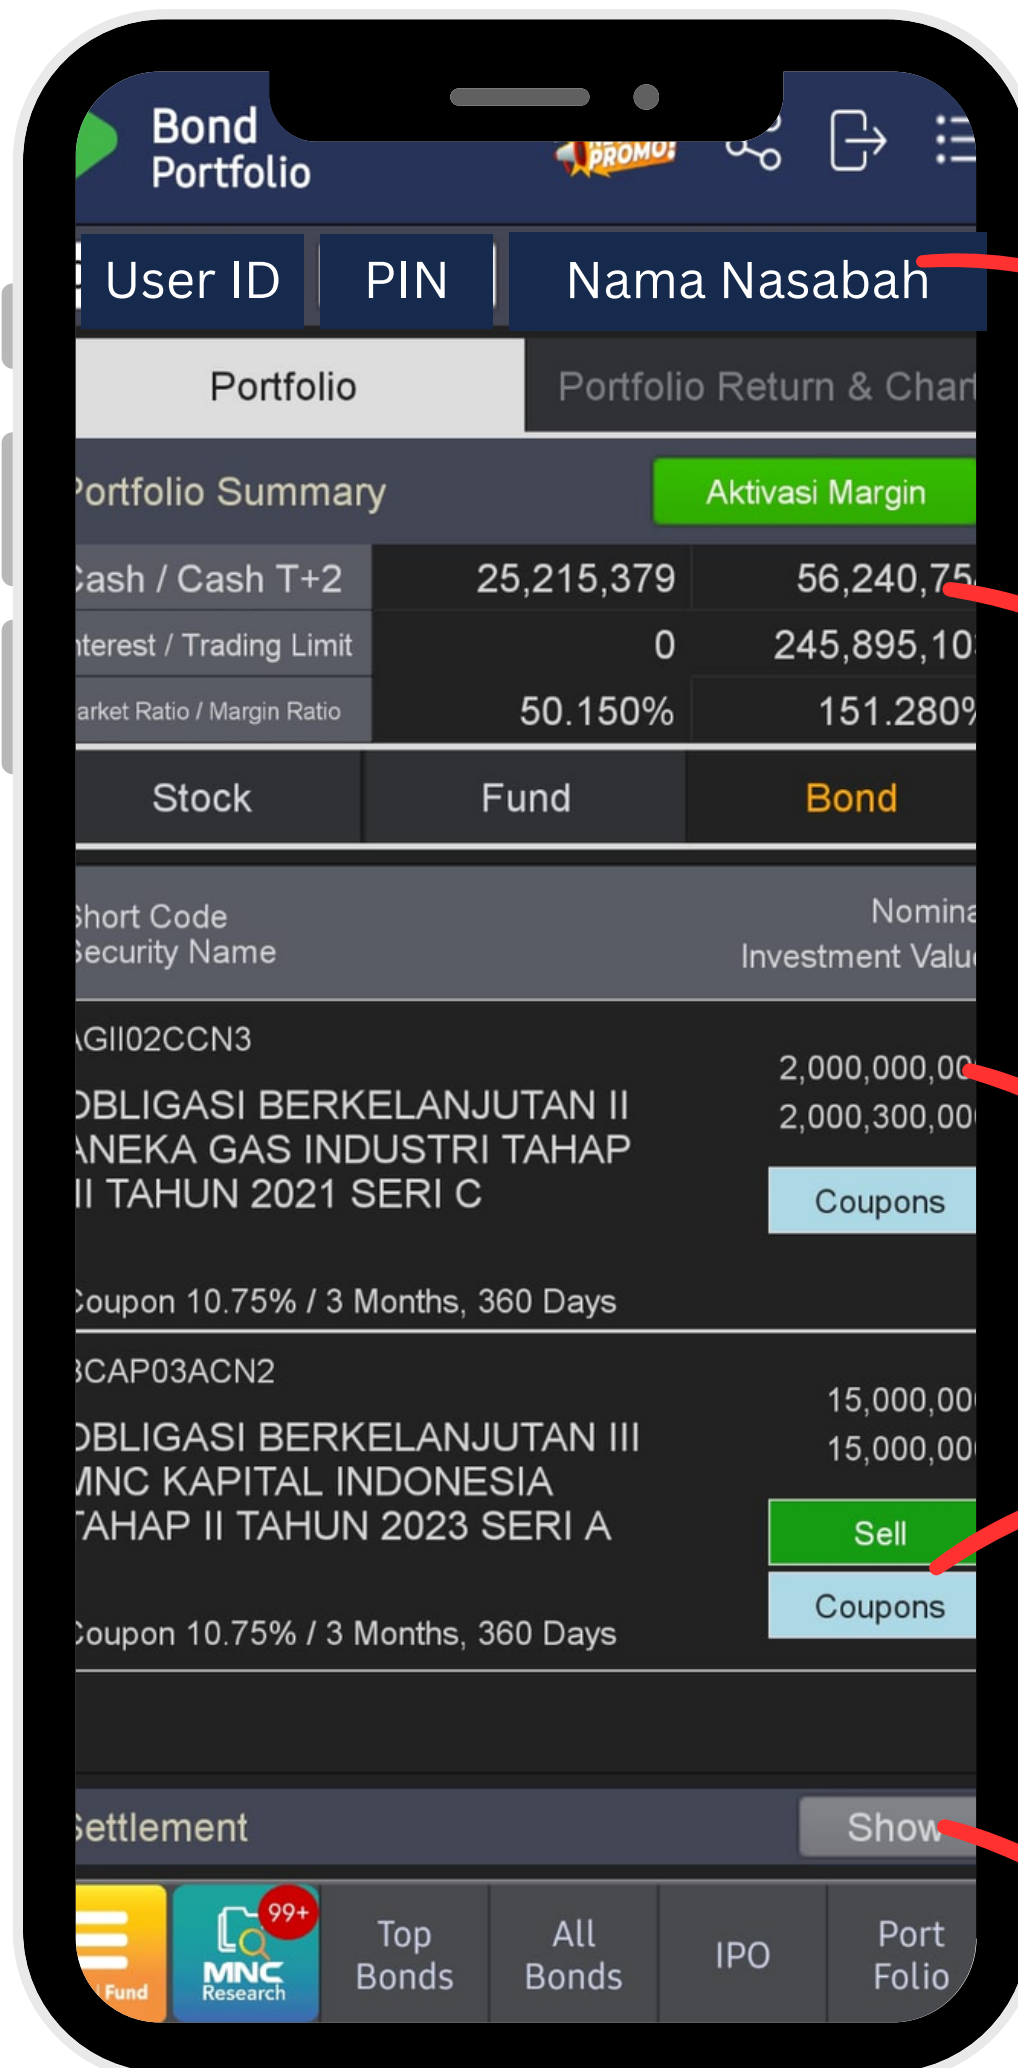 Bond
Portfolio
PROMO!
User ID PIN Nama Nasabah
Portfolio Portfolio Return & Chart
Portfolio Summary Aktivasi Margin
Cash / Cash T+2 25,215,379 56,240,75
Interest / Trading Limit 0 245,895,10
Market Ratio / Margin Ratio 50.150% 151.280%
Stock Fund Bond
Short Code Nomina
Security Name Investment Valu
AGII02CCN3
2,000,000,00
OBLIGASI BERKELANJUTAN II 2,000,300,00
ANEKA GAS INDUSTRI TAHAP
II TAHUN 2021 SERI C Coupons
Coupon 10.75% / 3 Months, 360 Days
BCAP03ACN2
15,000,00
OBLIGASI BERKELANJUTAN III 15,000,00
MNC KAPITAL INDONESIA
TAHAP II TAHUN 2023 SERI A Sell
Coupons
Coupon 10.75% / 3 Months, 360 Days
Settlement Show
Fund
99+
MNC
Research
Top
Bonds
All
Bonds
IPO
Port
Folio